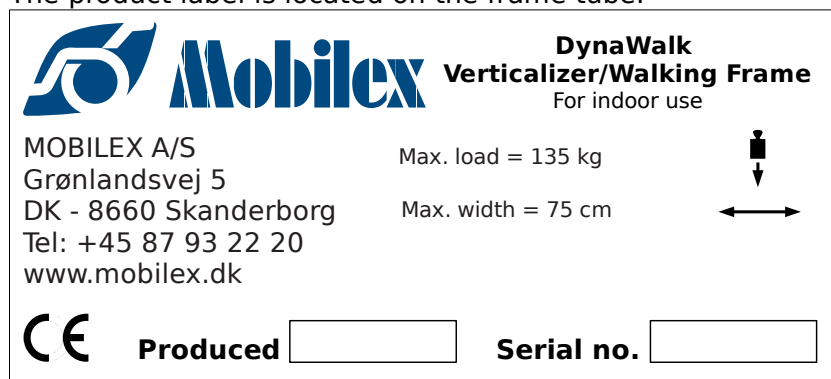 The product label is located on the frame tube.
Mobilex
DynaWalk
Verticalizer/Walking Frame
For indoor use
MOBILEX A/S
Grønlandsvej 5
DK - 8660 Skanderborg
Tel: +45 87 93 22 20
www.mobilex.dk
Max. load = 135 kg
Max. width = 75 cm
CE
Produced
Serial no.